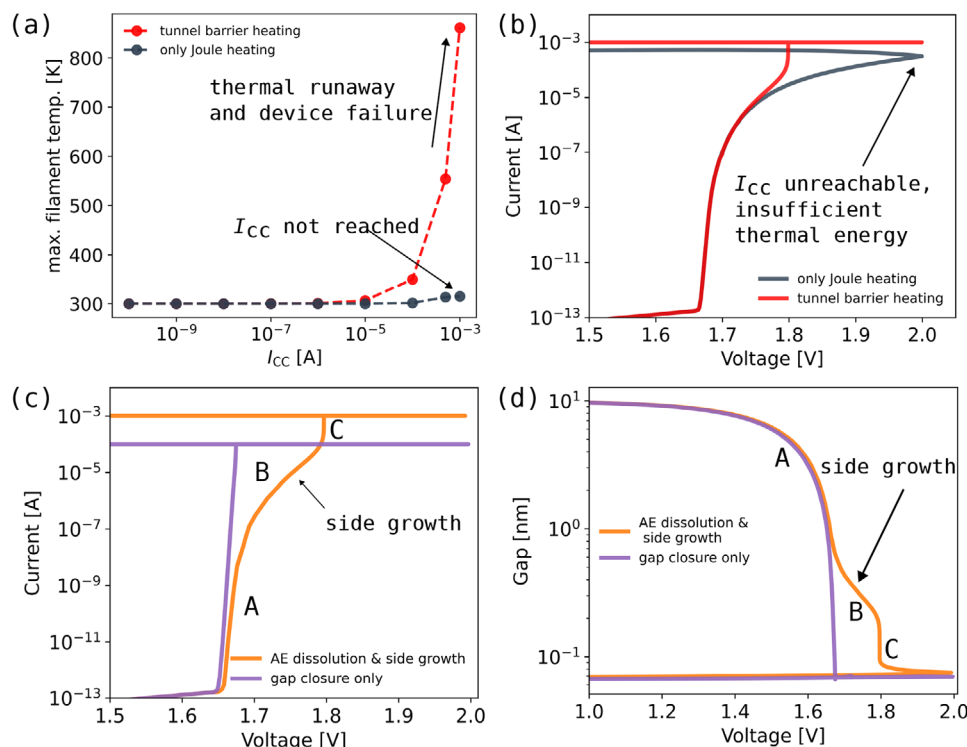 (a)
tunnel barrier heating
only Joule heating
thermal runaway
and device failure
I_CC not reached
max. filament temp. [K]
800
700
600
500
400
300
10⁻⁹
10⁻⁷
10⁻⁵
10⁻³
I_CC [A]
(b)
Current [A]
10⁻³
10⁻⁵
10⁻⁷
10⁻⁹
10⁻¹¹
10⁻¹³
I_CC unreachable,
insufficient
thermal energy
only Joule heating
tunnel barrier heating
1.5
1.6
1.7
1.8
1.9
2.0
Voltage [V]
(c)
Current [A]
10⁻³
10⁻⁵
10⁻⁷
10⁻⁹
10⁻¹¹
10⁻¹³
C
B
side growth
A
AE dissolution & side growth
gap closure only
1.5
1.6
1.7
1.8
1.9
2.0
Voltage [V]
(d)
Gap [nm]
10¹
10⁰
10⁻¹
A
side growth
AE dissolution &
side growth
gap closure only
B
C
1.0
1.2
1.4
1.6
1.8
2.0
Voltage [V]